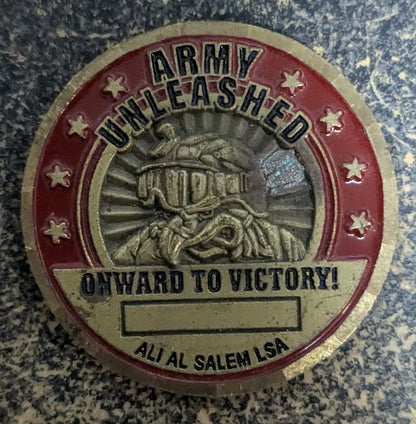 ARMY
UNLEASHED
ONWARD TO VICTORY!
ALI AL SALEM LSA